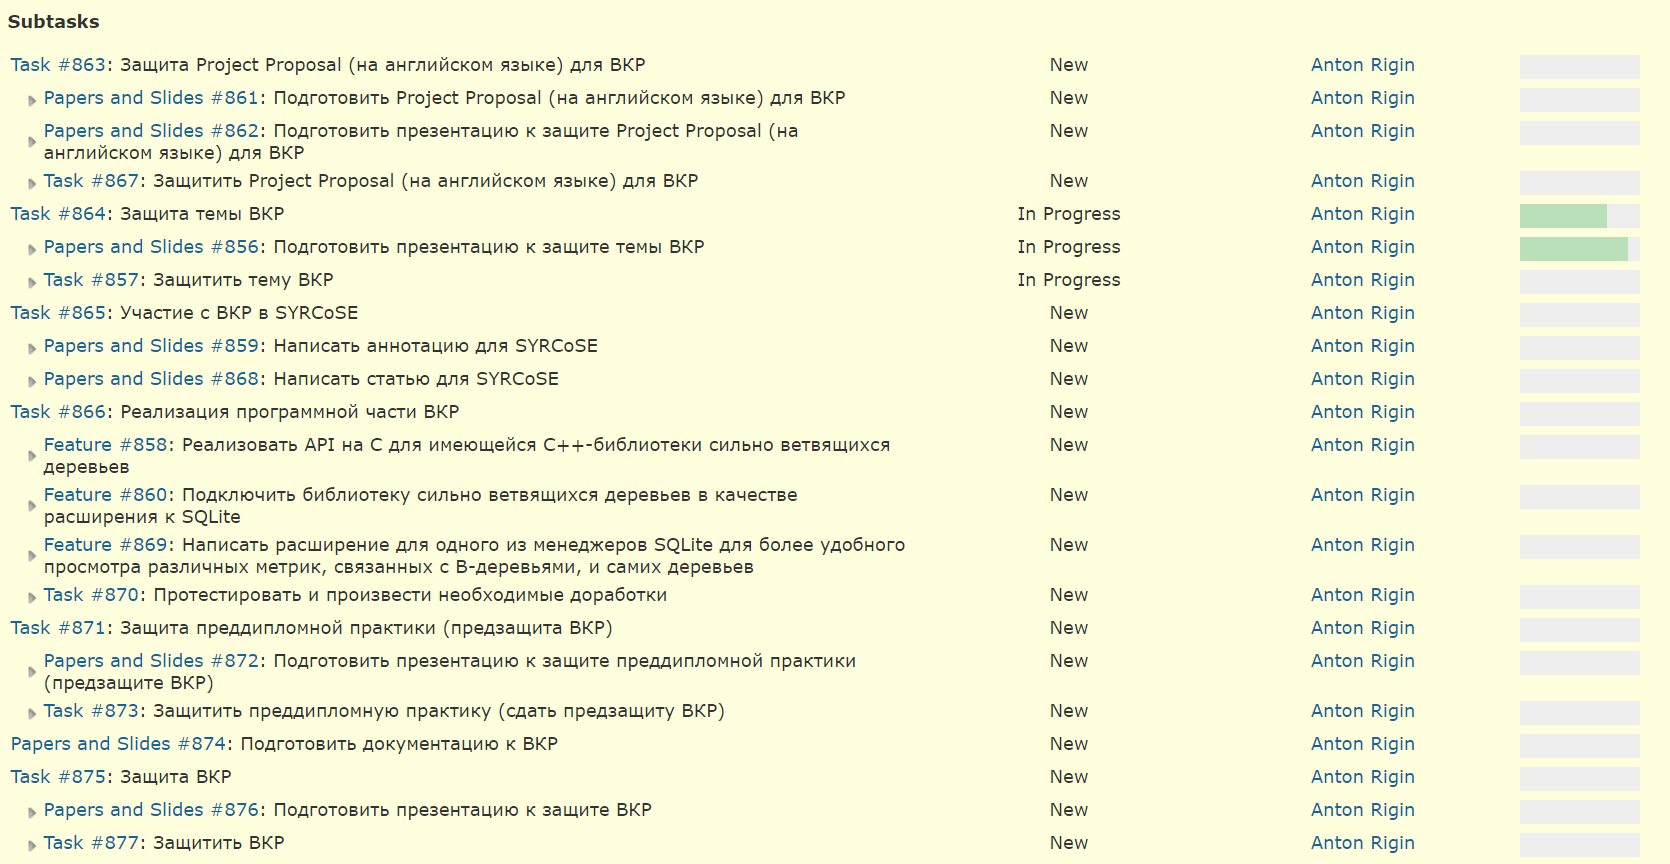 Subtasks
Task #863: Защита Project Proposal (на английском языке) для ВКР New Anton Rigin
Papers and Slides #861: Подготовить Project Proposal (на английском языке) для ВКР New Anton Rigin
Papers and Slides #862: Подготовить презентацию к защите Project Proposal (на New Anton Rigin
английском языке) для ВКР
Task #867: Защитить Project Proposal (на английском языке) для ВКР New Anton Rigin
Task #864: Защита темы ВКР In Progress Anton Rigin
Papers and Slides #856: Подготовить презентацию к защите темы ВКР In Progress Anton Rigin
Task #857: Защитить тему ВКР In Progress Anton Rigin
Task #865: Участие с ВКР в SYRCoSE New Anton Rigin
Papers and Slides #859: Написать аннотацию для SYRCoSE New Anton Rigin
Papers and Slides #868: Написать статью для SYRCoSE New Anton Rigin
Task #866: Реализация программной части ВКР New Anton Rigin
Feature #858: Реализовать API на C для имеющейся C++-библиотеки сильно ветвящихся New Anton Rigin
деревьев
Feature #860: Подключить библиотеку сильно ветвящихся деревьев в качестве New Anton Rigin
расширения к SQLite
Feature #869: Написать расширение для одного из менеджеров SQLite для более удобного New Anton Rigin
просмотра различных метрик, связанных с B-деревьями, и самих деревьев
Task #870: Протестировать и произвести необходимые доработки New Anton Rigin
Task #871: Защита преддипломной практики (предзащита ВКР) New Anton Rigin
Papers and Slides #872: Подготовить презентацию к защите преддипломной практики New Anton Rigin
(предзащите ВКР)
Task #873: Защитить преддипломную практику (сдать предзащиту ВКР) New Anton Rigin
Papers and Slides #874: Подготовить документацию к ВКР New Anton Rigin
Task #875: Защита ВКР New Anton Rigin
Papers and Slides #876: Подготовить презентацию к защите ВКР New Anton Rigin
Task #877: Защитить ВКР New Anton Rigin